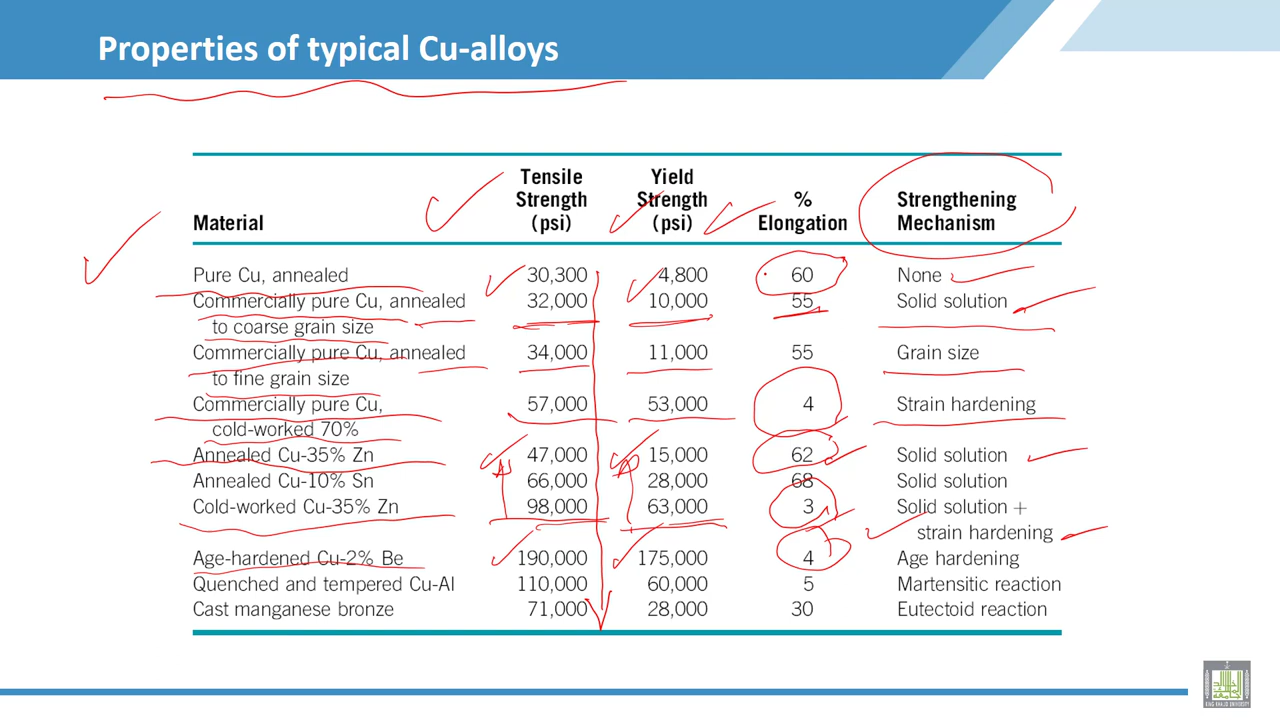 Properties of typical Cu-alloys
Material Tensile Strength (psi) Yield Strength (psi) % Elongation Strengthening Mechanism
Pure Cu, annealed 30,300 4,800 60 None
Commercially pure Cu, annealed 32,000 10,000 55 Solid solution
to coarse grain size
Commercially pure Cu, annealed 34,000 11,000 55 Grain size
to fine grain size
Commercially pure Cu, 57,000 53,000 4 Strain hardening
cold-worked 70%
Annealed Cu-35% Zn 47,000 15,000 62 Solid solution
Annealed Cu-10% Sn 66,000 28,000 68 Solid solution
Cold-worked Cu-35% Zn 98,000 63,000 3 Solid solution +
strain hardening
Age-hardened Cu-2% Be 190,000 175,000 4 Age hardening
Quenched and tempered Cu-Al 110,000 60,000 5 Martensitic reaction
Cast manganese bronze 71,000 28,000 30 Eutectoid reaction
KING KHALID UNIVERSITY